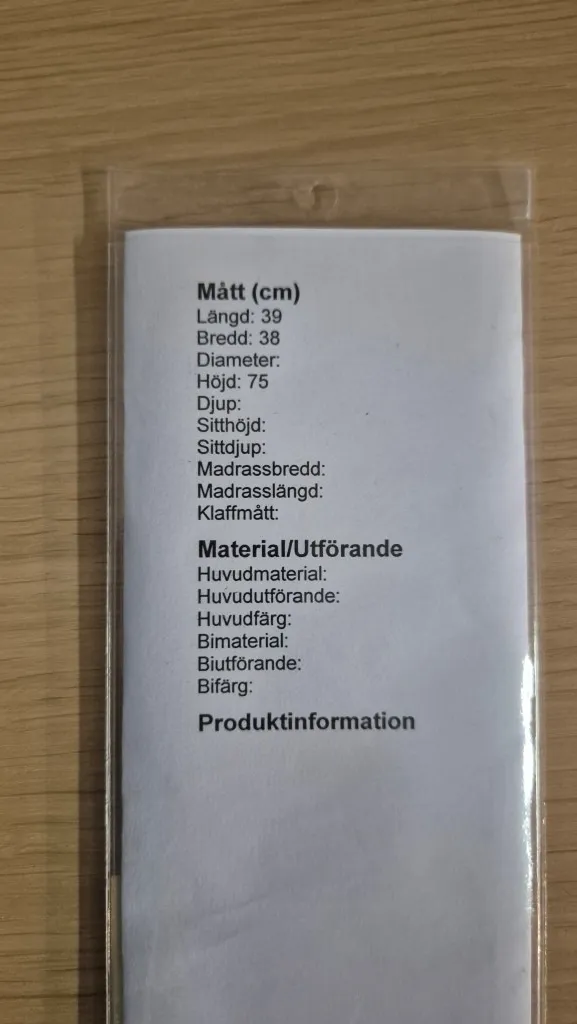 Mått (cm)
Längd: 39
Bredd: 38
Diameter:
Höjd: 75
Djup:
Sitthöjd:
Sittdjup:
Madrassbredd:
Madrasslängd:
Klaffmått:
Material/Utförande
Huvudmaterial:
Huvudutförande:
Huvudfärg:
Bimaterial:
Biutförande:
Bifärg:
Produktinformation